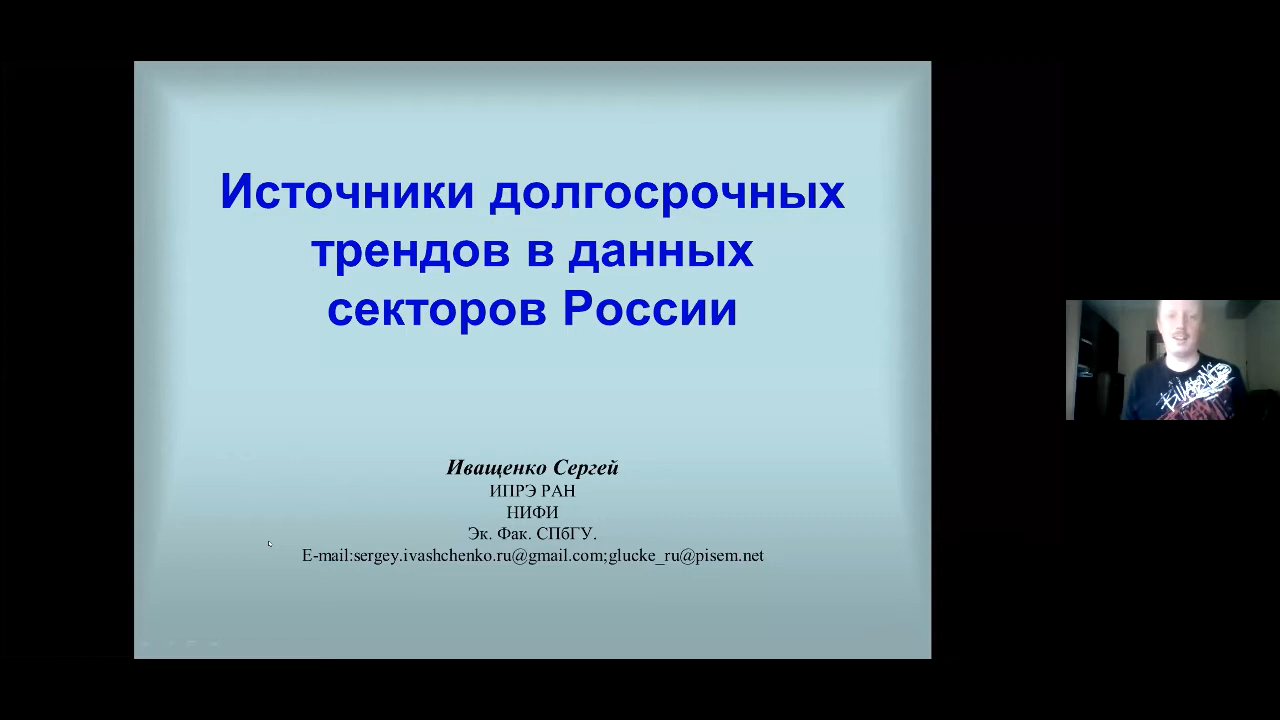 Источники долгосрочных
трендов в данных
секторов России
Иващенко Сергей
ИПРЭ РАН
НИФИ
Эк. Фак. СПбГУ.
E-mail:sergey.ivashchenko.ru@gmail.com;glucke_ru@pisem.net
BILLABONG